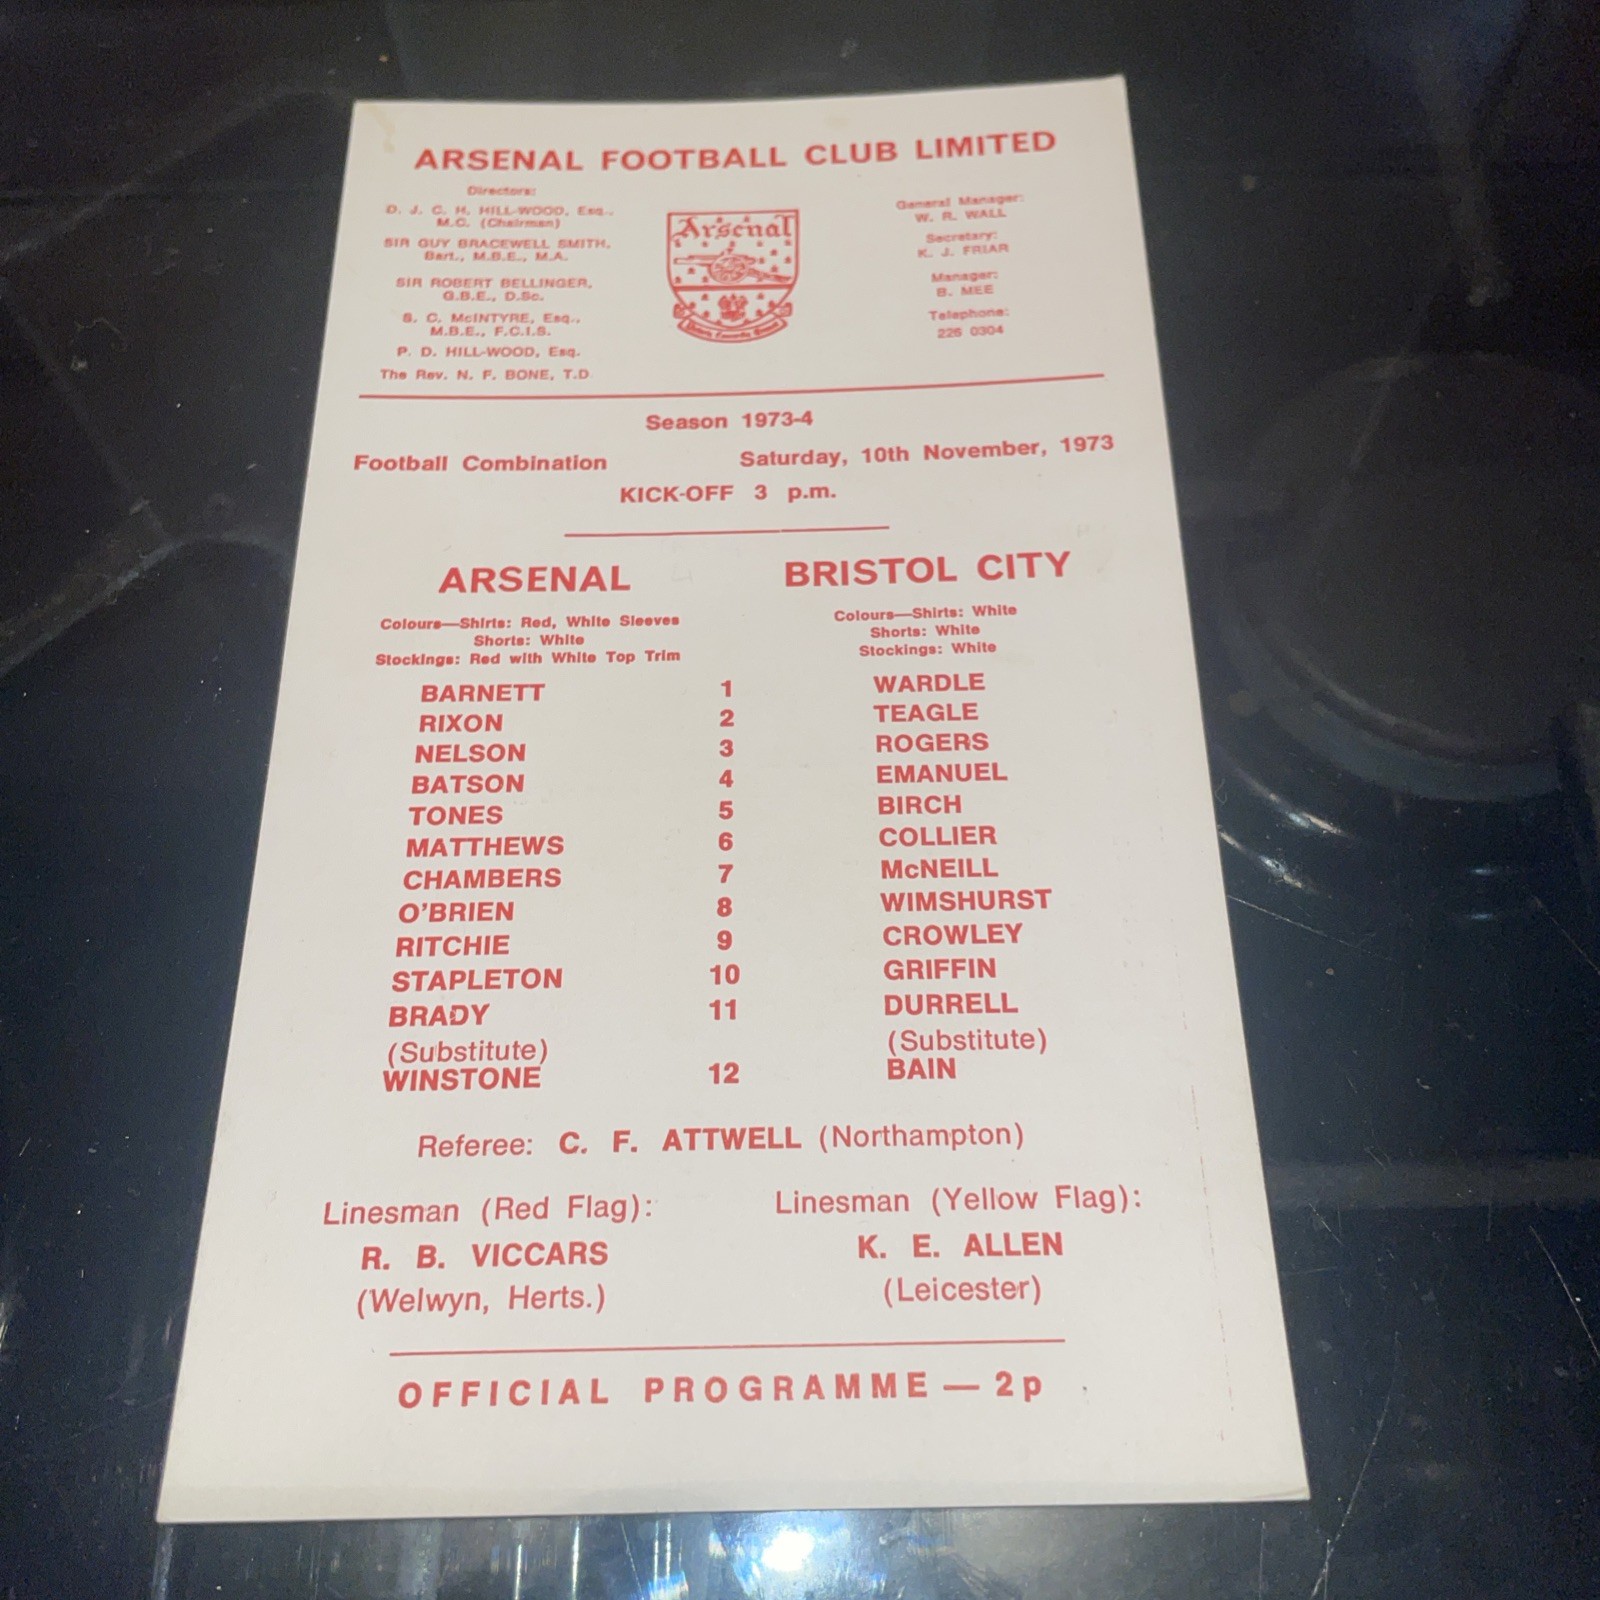 ARSENAL FOOTBALL CLUB LIMITED
Directors:
D. J. C. H. HILL-WOOD, Esq.,
M.C. (Chairman)
SIR GUY BRACEWELL SMITH,
Bart., M.B.E., M.A.
SIR ROBERT BELLINGER,
G.B.E., D.Sc.
S. C. McINTYRE, Esq.,
M.B.E., F.C.I.S.
P. D. HILL-WOOD, Esq.
The Rev. N. F. BONE, T.D.
Arsenal
General Manager:
W. R. WALL
Secretary:
K. J. FRIAR
Manager:
B. MEE
Telephone:
226 0304
Season 1973-4
Football Combination Saturday, 10th November, 1973
KICK-OFF 3 p.m.
ARSENAL BRISTOL CITY
Colours—Shirts: Red, White Sleeves
Shorts: White
Stockings: Red with White Top Trim
Colours—Shirts: White
Shorts: White
Stockings: White
BARNETT 1 WARDLE
RIXON 2 TEAGLE
NELSON 3 ROGERS
BATSON 4 EMANUEL
TONES 5 BIRCH
MATTHEWS 6 COLLIER
CHAMBERS 7 McNEILL
O'BRIEN 8 WIMSHURST
RITCHIE 9 CROWLEY
STAPLETON 10 GRIFFIN
BRADY 11 DURRELL
(Substitute) (Substitute)
WINSTONE 12 BAIN
Referee: C. F. ATTWELL (Northampton)
Linesman (Red Flag): Linesman (Yellow Flag):
R. B. VICCARS K. E. ALLEN
(Welwyn, Herts.) (Leicester)
OFFICIAL PROGRAMME — 2p